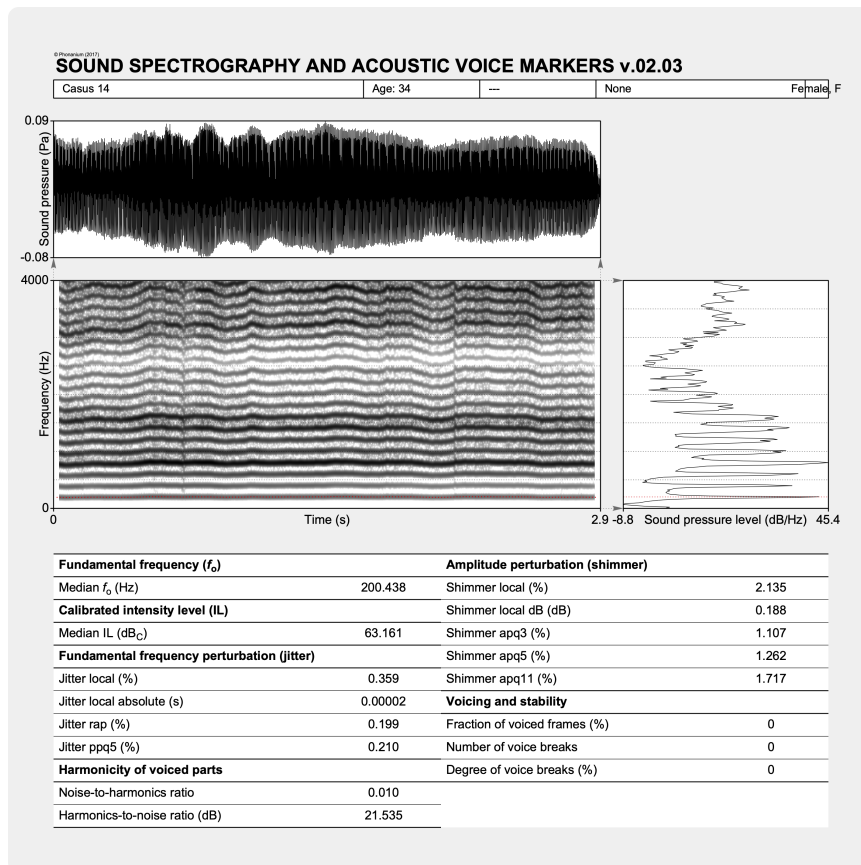 © Phonanium (2017)
SOUND SPECTROGRAPHY AND ACOUSTIC VOICE MARKERS v.02.03
Casus 14 Age: 34 --- None Female, F
0.09
Sound pressure (Pa)
-0.08
4000
Frequency (Hz)
0
0 Time (s) 2.9 -8.8 Sound pressure level (dB/Hz) 45.4
Fundamental frequency (fo) Amplitude perturbation (shimmer)
Median fo (Hz) 200.438 Shimmer local (%) 2.135
Calibrated intensity level (IL) Shimmer local dB (dB) 0.188
Median IL (dBC) 63.161 Shimmer apq3 (%) 1.107
Fundamental frequency perturbation (jitter) Shimmer apq5 (%) 1.262
Jitter local (%) 0.359 Shimmer apq11 (%) 1.717
Jitter local absolute (s) 0.00002 Voicing and stability
Jitter rap (%) 0.199 Fraction of voiced frames (%) 0
Jitter ppq5 (%) 0.210 Number of voice breaks 0
Harmonicity of voiced parts Degree of voice breaks (%) 0
Noise-to-harmonics ratio 0.010
Harmonics-to-noise ratio (dB) 21.535